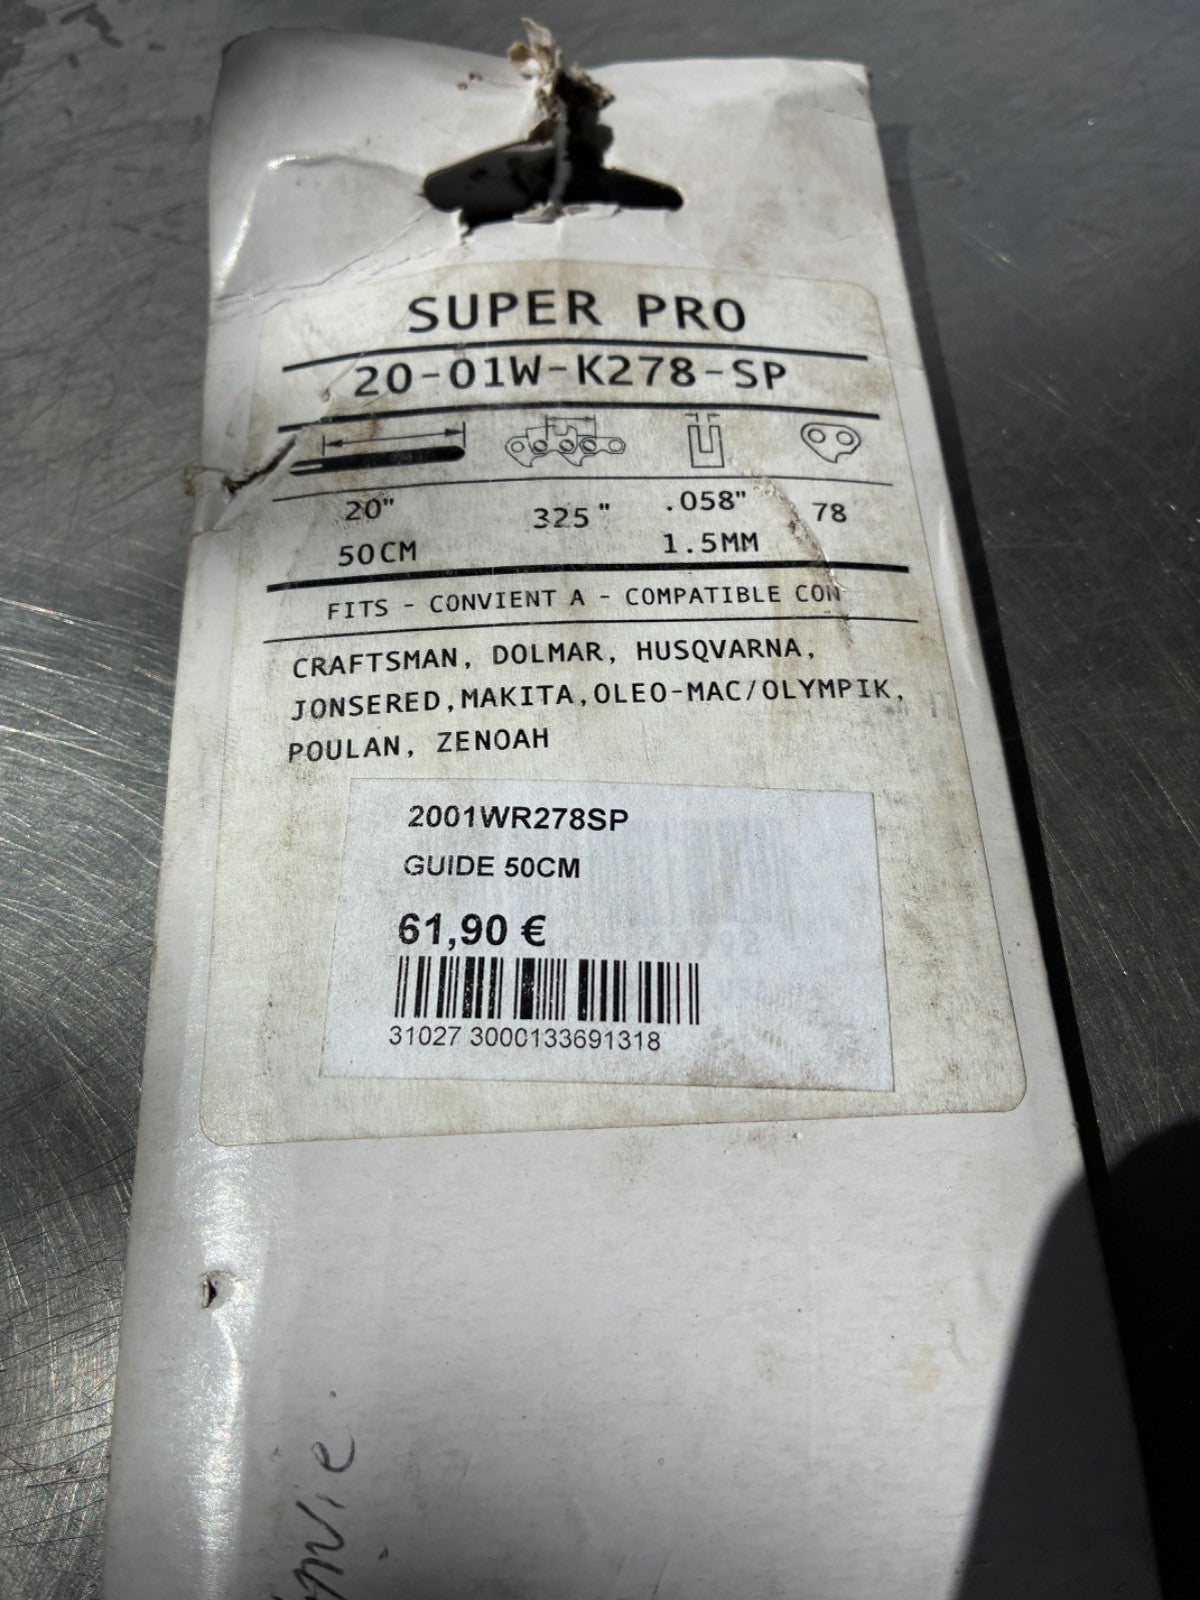 SUPER PRO
20-01W-K278-SP
20" 325" .058" 78
50CM 1.5MM
FITS - CONVIENT A - COMPATIBLE CON
CRAFTSMAN, DOLMAR, HUSQVARNA,
JONSERED,MAKITA,OLEO-MAC/OLYMPIK,
POULAN, ZENOAH
2001WR278SP
GUIDE 50CM
61,90 €
31027 3000133691318